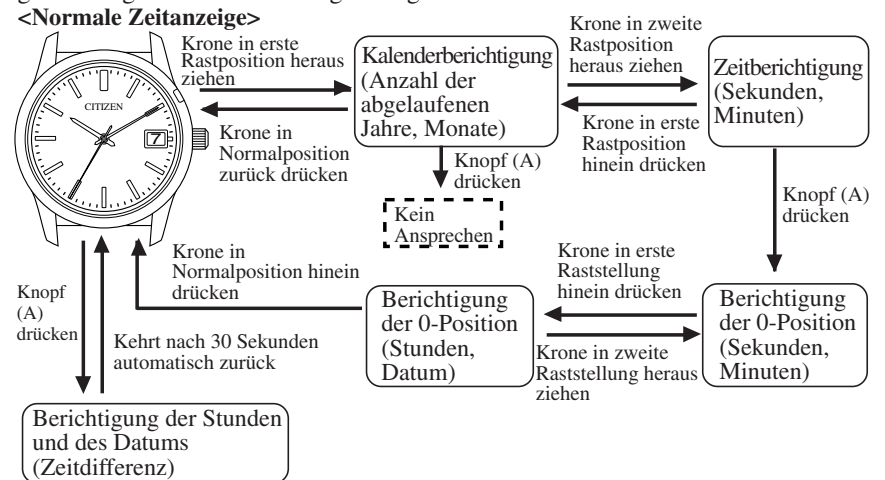 <Normale Zeitanzeige>
CITIZEN
7
Krone in erste
Rastposition heraus
ziehen
Krone in
Normalposition
zurück drücken
Kalenderberichtigung
(Anzahl der
abgelaufenen
Jahre, Monate)
Krone in zweite
Rastposition
heraus ziehen
Krone in erste
Rastposition
hinein drücken
Zeitberichtigung
(Sekunden,
Minuten)
Knopf (A)
drücken
Kein
Ansprechen
Knopf (A)
drücken
Krone in
Normalposition hinein
drücken
Berichtigung
der 0-Position
(Stunden,
Datum)
Krone in erste
Raststellung
hinein drücken
Krone in zweite
Raststellung heraus
ziehen
Berichtigung
der 0-Position
(Sekunden,
Minuten)
Knopf
(A)
drücken
Kehrt nach 30 Sekunden
automatisch zurück
Berichtigung der Stunden
und des Datums
(Zeitdifferenz)